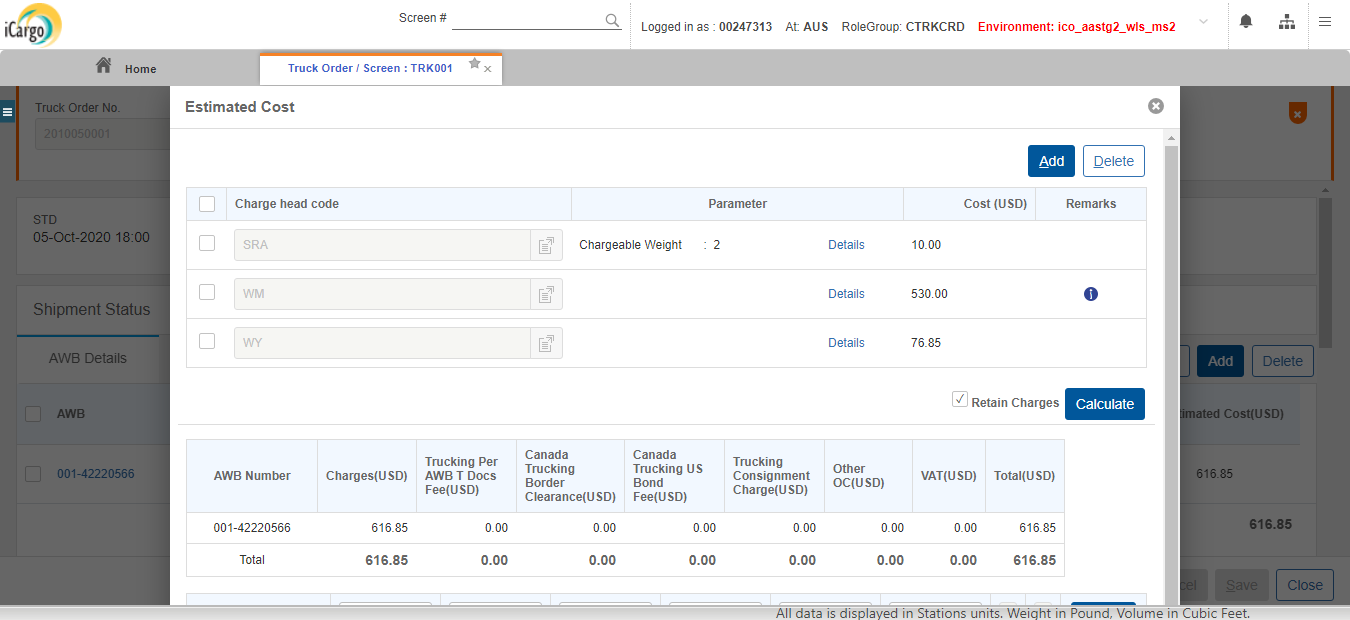 iCargo
Screen #
Logged in as : 00247313 At: AUS RoleGroup: CTRKCRD Environment: ico_aastg2_wls_ms2
Home
Truck Order / Screen : TRK001
Truck Order No.
2010050001
Estimated Cost
Add Delete
Charge head code Parameter Cost (USD) Remarks
SRA Chargeable Weight : 2 Details 10.00
WM Details 530.00
WY Details 76.85
Retain Charges Calculate
AWB Number Charges(USD) Trucking Per AWB T Docs Fee(USD) Canada Trucking Border Clearance(USD) Canada Trucking US Bond Fee(USD) Trucking Consignment Charge(USD) Other OC(USD) VAT(USD) Total(USD)
001-42220566 616.85 0.00 0.00 0.00 0.00 0.00 0.00 616.85
Total 616.85 0.00 0.00 0.00 0.00 0.00 0.00 616.85
STD
05-Oct-2020 18:00
Shipment Status
AWB Details
Add Delete
AWB
timated Cost(USD)
001-42220566
616.85
616.85
cel Save Close
All data is displayed in Stations units. Weight in Pound, Volume in Cubic Feet.